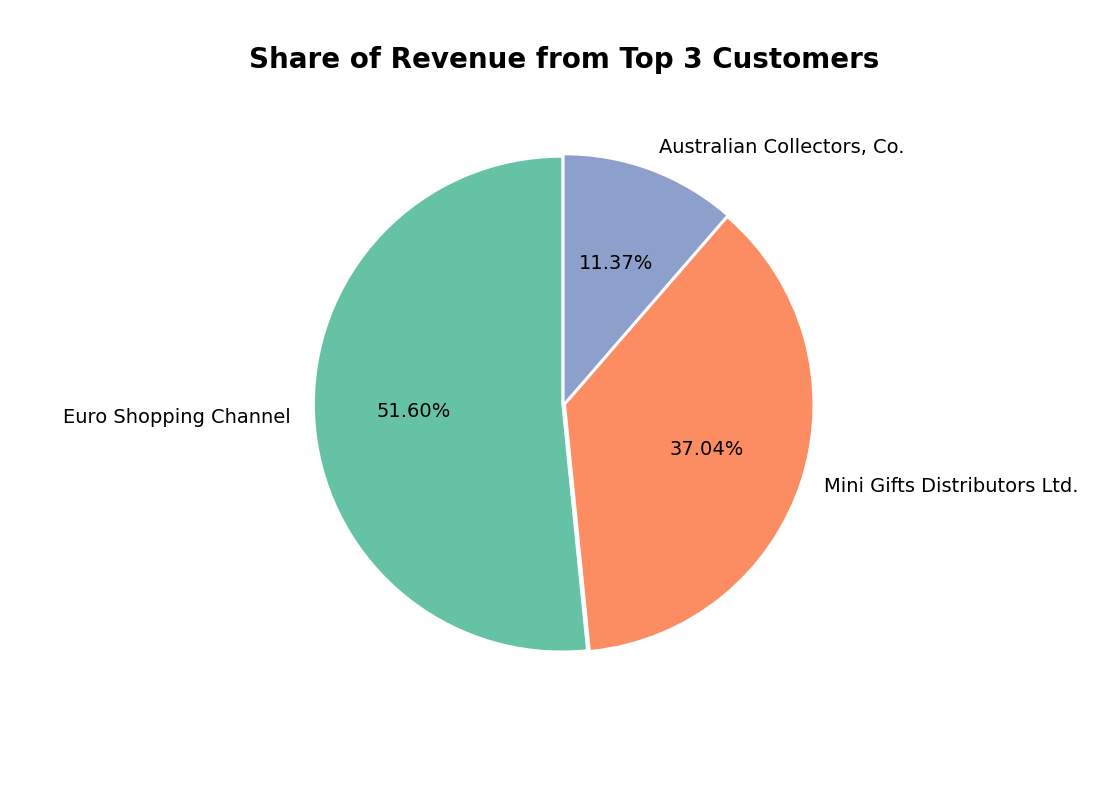 Share of Revenue from Top 3 Customers
Australian Collectors, Co.
11.37%
51.60%
Euro Shopping Channel
37.04%
Mini Gifts Distributors Ltd.